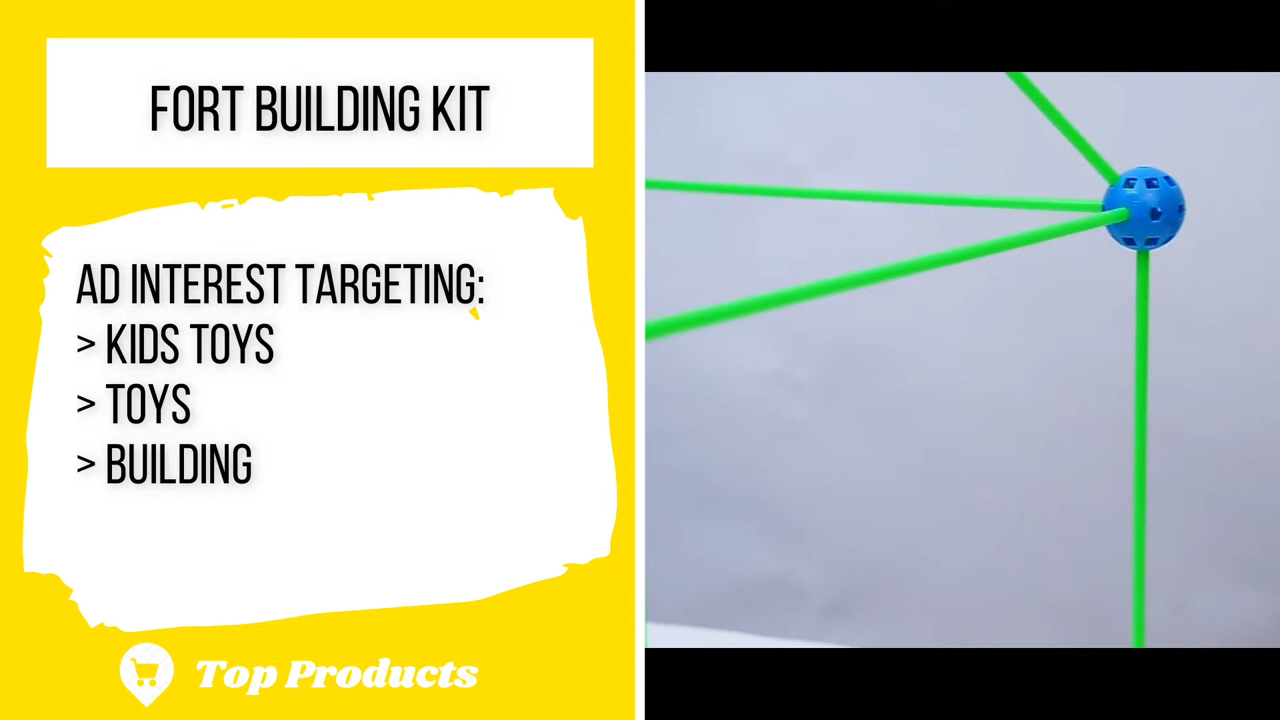 FORT BUILDING KIT
AD INTEREST TARGETING:
> KIDS TOYS
> TOYS
> BUILDING
Top Products